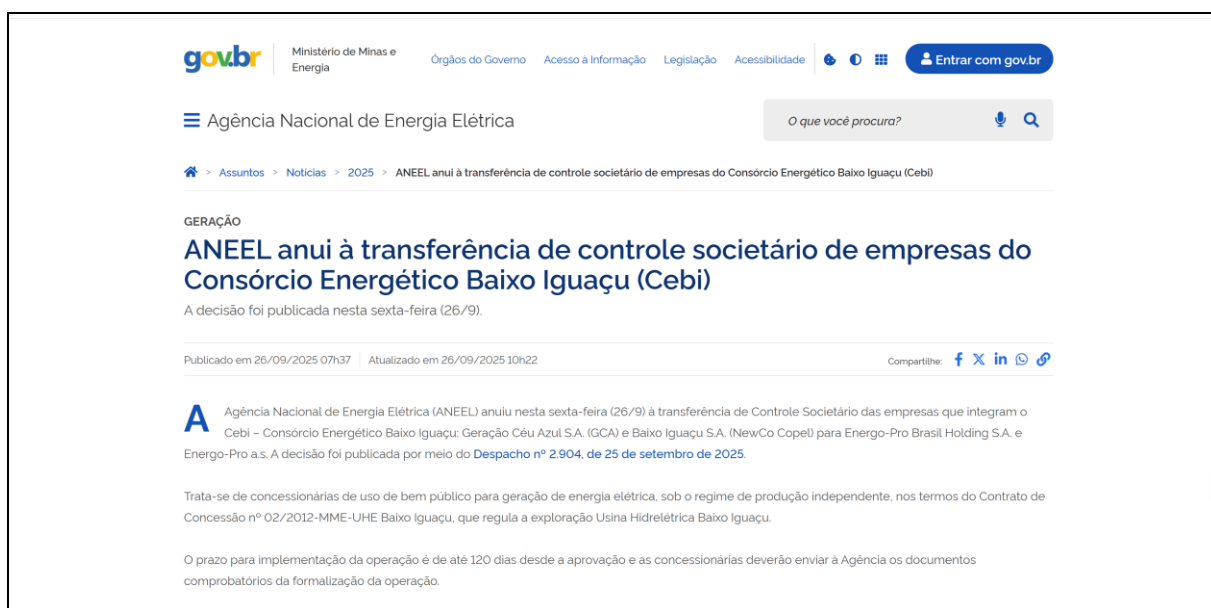 gov.br
Ministério de Minas e
Energia
Órgãos do Governo
Acesso à Informação
Legislação
Acessibilidade
Entrar com gov.br
Agência Nacional de Energia Elétrica
O que você procura?
> Assuntos > Notícias > 2025 > ANEEL anui à transferência de controle societário de empresas do Consórcio Energético Baixo Iguaçu (Cebi)
GERAÇÃO
ANEEL anui à transferência de controle societário de empresas do
Consórcio Energético Baixo Iguaçu (Cebi)
A decisão foi publicada nesta sexta-feira (26/9).
Publicado em 26/09/2025 07h37
Atualizado em 26/09/2025 10h22
Compartilhe:
A Agência Nacional de Energia Elétrica (ANEEL) anuiu nesta sexta-feira (26/9) à transferência de Controle Societário das empresas que integram o
Cebi – Consórcio Energético Baixo Iguaçu: Geração Céu Azul S.A. (GCA) e Baixo Iguaçu S.A. (NewCo Copel) para Energo-Pro Brasil Holding S.A. e
Energo-Pro a.s. A decisão foi publicada por meio do Despacho nº 2.904, de 25 de setembro de 2025.
Trata-se de concessionárias de uso de bem público para geração de energia elétrica, sob o regime de produção independente, nos termos do Contrato de
Concessão nº 02/2012-MME-UHE Baixo Iguaçu, que regula a exploração Usina Hidrelétrica Baixo Iguaçu.
O prazo para implementação da operação é de até 120 dias desde a aprovação e as concessionárias deverão enviar à Agência os documentos
comprobatórios da formalização da operação.